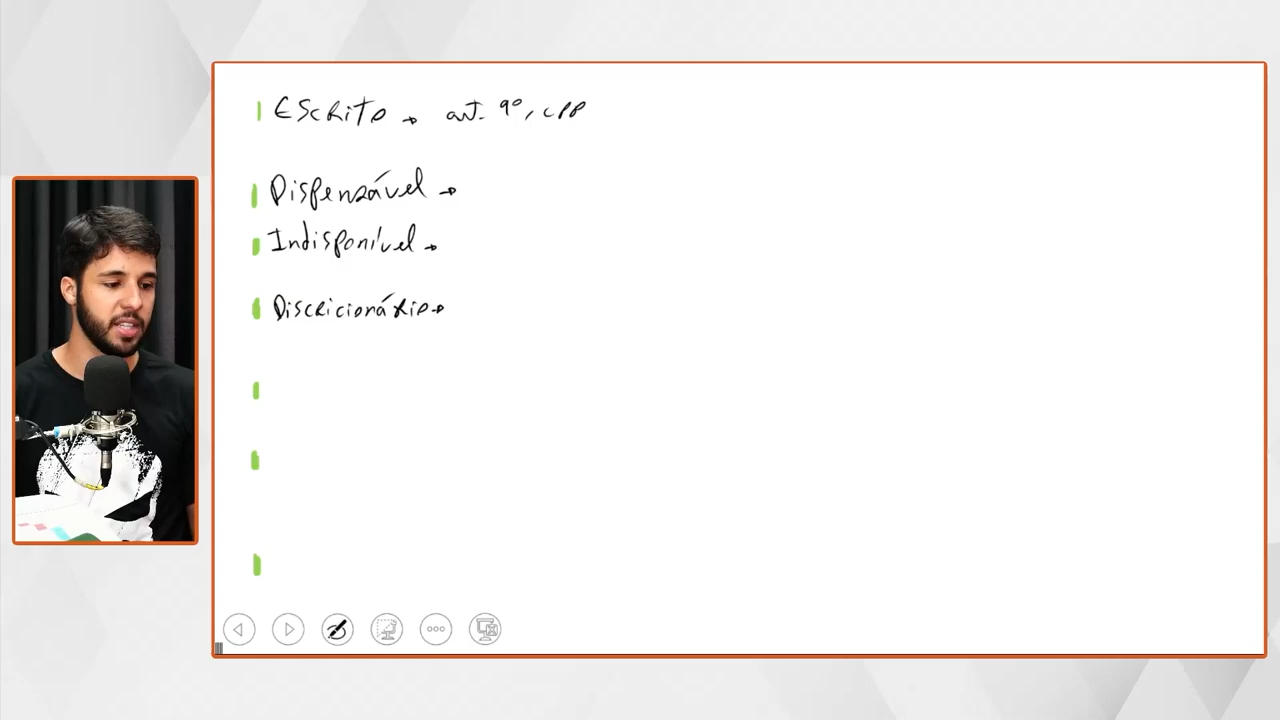 Escrito → art. 9º, CPP
Dispensável →
Indisponível →
Discricionário →